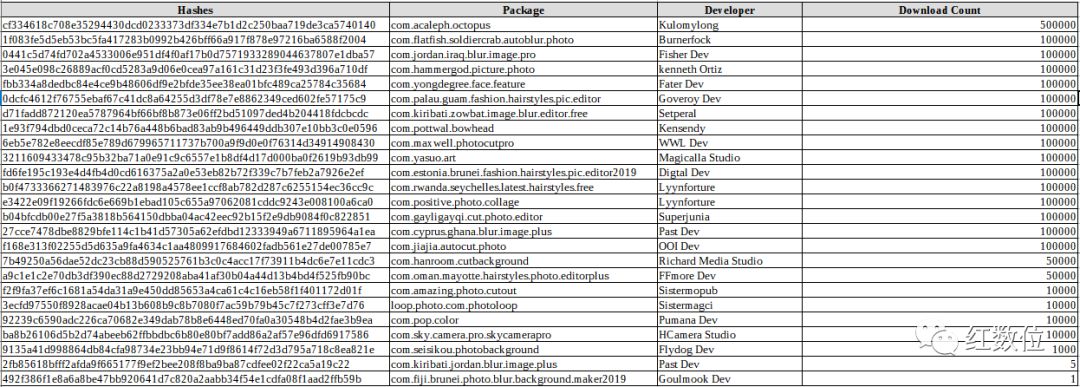 Hashes Package Developer Download Count
cf334618c708e35294430dcd0233373df334e7b1d2c250baa719de3ca5740140 com.acaleph.octopus Kulomylong 500000
1f083fe5d5eb53bc5fa417283b0992b426bff66a917f878e97216ba6588f2004 com.flatfish.soldiercrab.autoblur.photo Burnerfock 100000
0441c5d74fd702a4533006e951df4f0af17b0d7571933289044637807e1dba57 com.jordan.iraq.blur.image.pro Fisher Dev 100000
3e045e098c26889acf0cd5283a9d06e0cea97a161c31d23f3fe493d396a710df com.hammergod.picture.photo kenneth Ortiz 100000
fbb334a8dedbc84e4ce9b48606df9e2bfde35ee38ea01bfc489ca25784c35684 com.yongdegree.face.feature Fater Dev 100000
0dcfc4612f76755ebaf67c41dc8a64255d3df78e7e8862349ced602fe57175c9 com.palau.guam.fashion.hairstyles.pic.editor Goveroy Dev 100000
d71fadd872120ea5787964bf66bf8b873e06ff2bd51097ded4b204418fdcbcdc com.kiribati.zowbat.image.blur.editor.free Setperal 100000
1e93f794dbd0ceca72c14b76a448b6bad83ab9b496449ddb307e10bb3c0e0596 com.pottwal.bowhead Kensendy 100000
6eb5e782e8eecdf85e789d679965711737b700a9f9d0e0f76314d34914908430 com.maxwell.photocutpro WWL Dev 100000
3211609433478c95b32ba71a0e91c9c6557e1b8df4d17d000ba0f2619b93db99 com.yasuo.art Magicalla Studio 100000
fd6fe195c193e4d4fb4d0cd616375a2a0e53eb82b72f339c7b7feb2a7926e2ef com.estonia.brunei.fashion.hairstyles.pic.editor2019 Digtal Dev 100000
b0f4733366271483976c22a8198a4578ee1ccf8ab782d287c6255154ec36cc9c com.rwanda.seychelles.latest.hairstyles.free Lyynforture 100000
e3422e09f19266fdc6e669b1ebad105c655a97062081cddc9243e008100a6ca0 com.positive.photo.collage Lyynforture 100000
b04bfcdb00e27f5a3818b564150dbba04ac42eec92b15f2e9db9084f0c822851 com.gayligayqi.cut.photo.editor Superjunia 100000
27cce7478dbe8829bfe114c1b41d57305a62efdbd12333949a6711895964a1ea com.cyprus.ghana.blur.image.plus Past Dev 100000
f168e313f02255d5d635a9fa4634c1aa4809917684602fadb561e27de00785e7 com.jiajia.autocut.photo OOI Dev 100000
7b49250a56dae52dc23cb88d590525761b3c0c4acc17f73911b4dc6e7e11cdc3 com.hanroom.cutbackground Richard Media Studio 50000
a9c1e1c2e70db3df390ec88d2729208aba41af30b04a44d13b4bd4f525fb90bc com.oman.mayotte.hairstyles.photo.editorplus FFmore Dev 50000
f2f9fa37ef6c1681a54da31a9e450dd85653a4ca61c4c16eb58f1f401172d01f com.amazing.photo.cutout Sistermopub 10000
3ecfd97550f8928acae04b13b608b9c8b7080f7ac59b79b45c7f273cff3e7d76 loop.photo.com.photoloop Sistermagci 10000
92239c6590adc226ca70682e349dab78b8e6448ed70fa0a30548b4d2fae3b9ea com.pop.color Pumana Dev 10000
ba8b26106d5b2d74abeeb62ffbbdbc6b80e80bf7add86a2af57e96dfd6917586 com.sky.camera.pro.skycamerapro HCamera Studio 10000
9135a41d998864db84cfa98734e23bb94e71d9f8614f72d3d795a718c8ea821e com.seisikou.photobackground Flydog Dev 1000
2fb85618bfff2afda9f665177f9ef2bee208f8ba9ba87cdfee02f22ca5a19c22 com.kiribati.jordan.blur.image.plus Past Dev 5
492f386f1e8a6a8be47bb920641d7c820a2aabb34f54e1cdfa08f1aad2ffb59b com.fiji.brunei.photo.blur.background.maker2019 Goulmook Dev 1
红数位